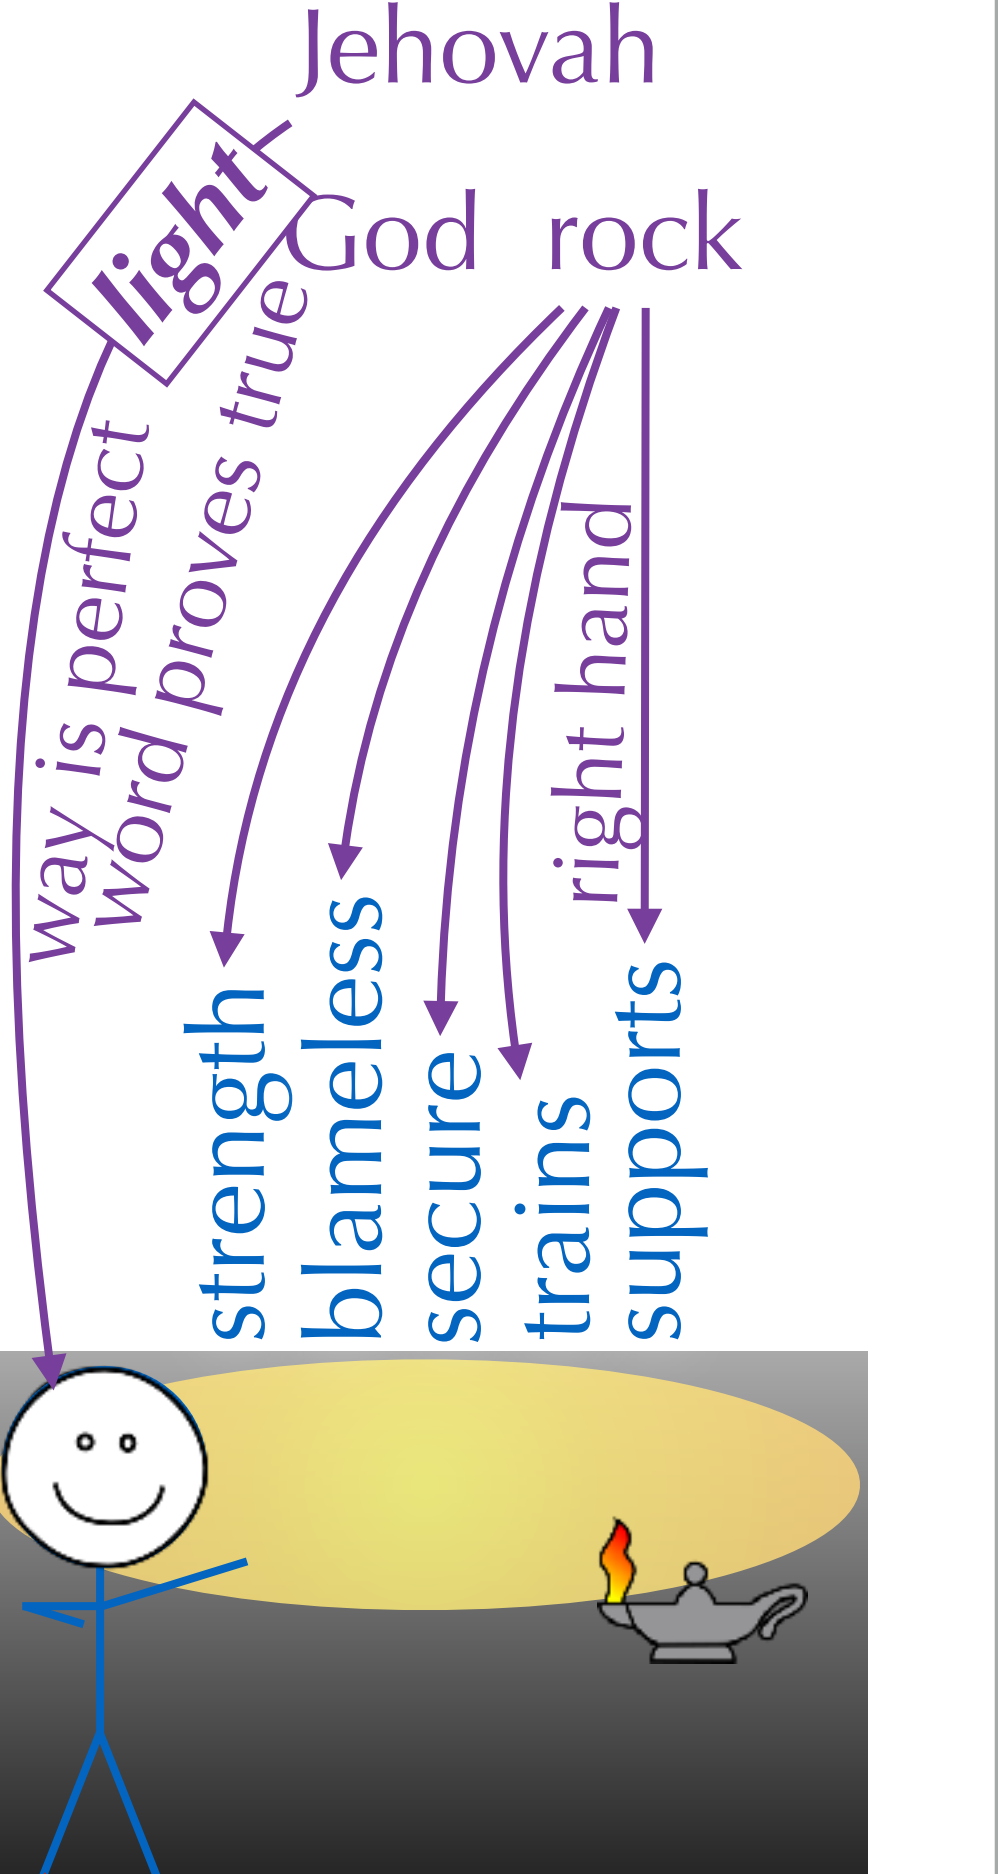 Jehovah
light
God rock
way is perfect
word proves true
right hand
strength
blameless
secure
trains
supports